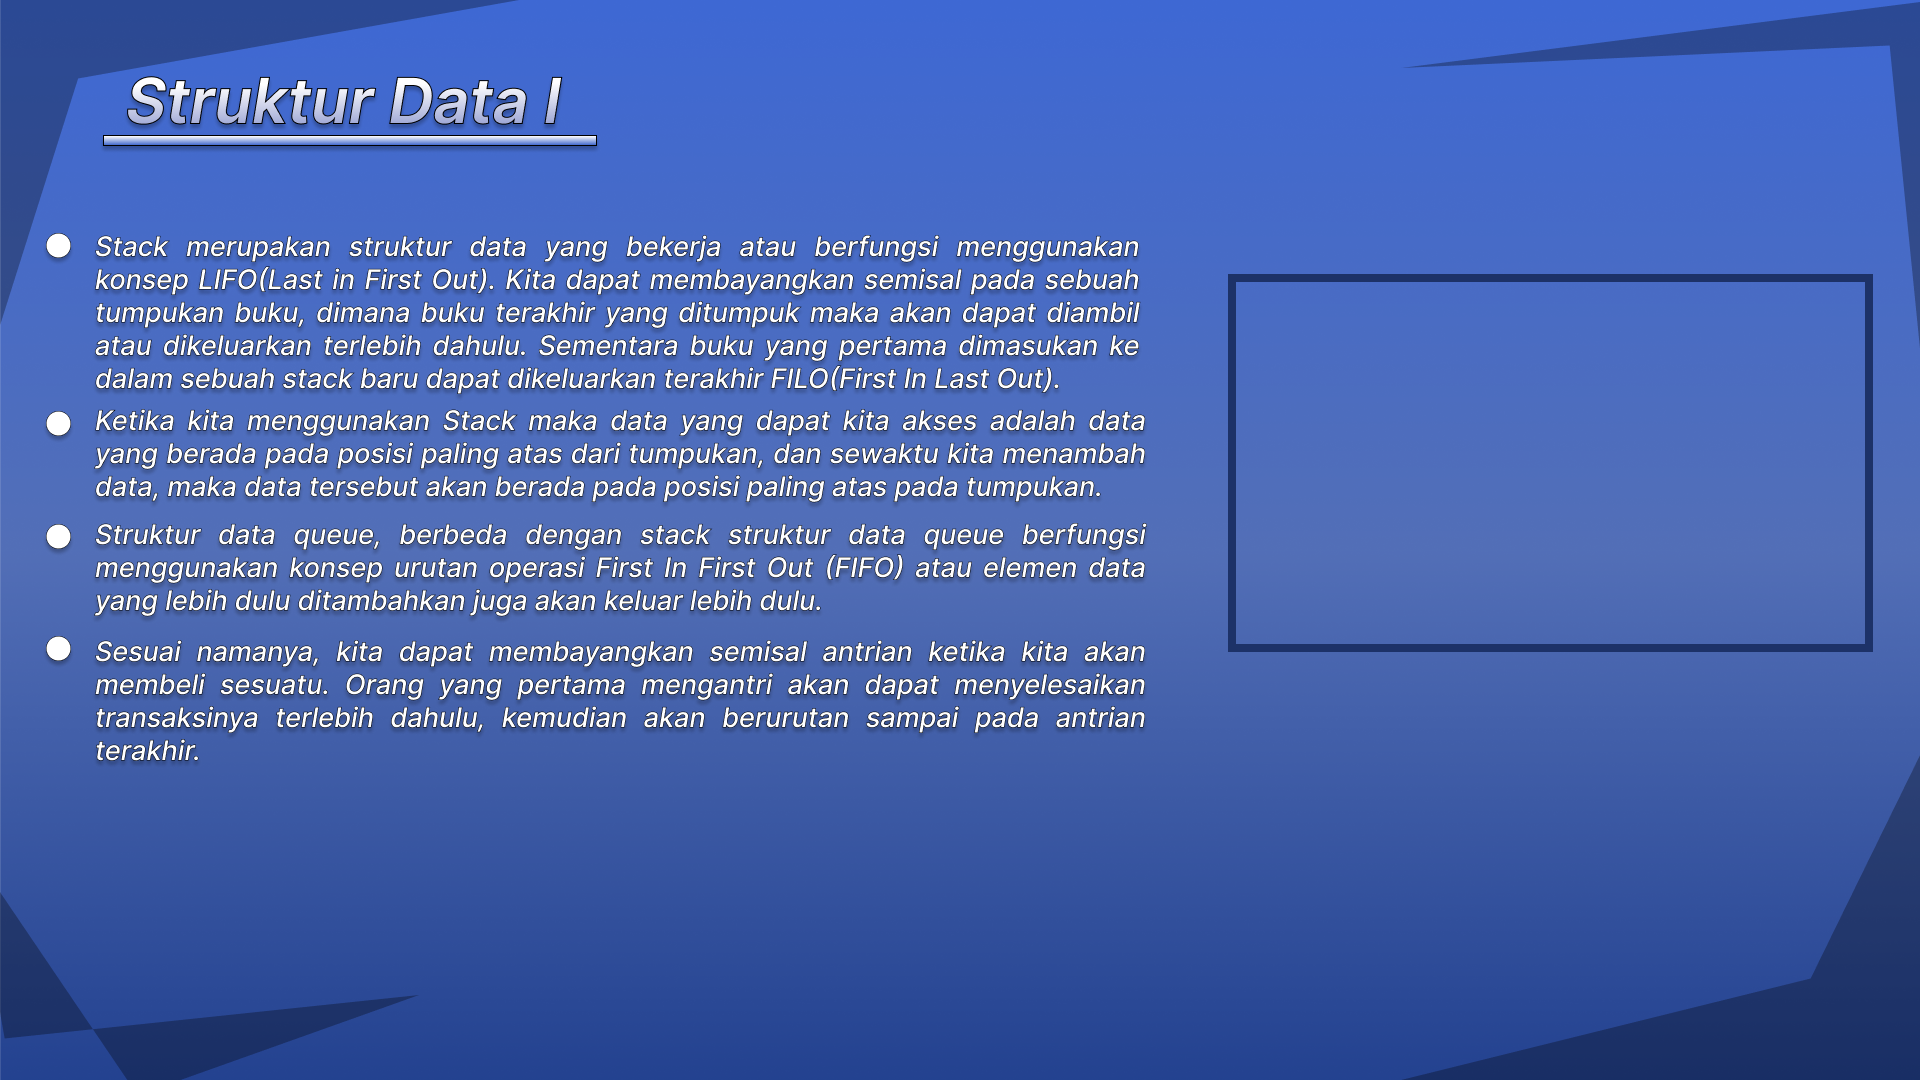 Struktur Data I
Stack merupakan struktur data yang bekerja atau berfungsi menggunakan
konsep LIFO(Last in First Out). Kita dapat membayangkan semisal pada sebuah
tumpukan buku, dimana buku terakhir yang ditumpuk maka akan dapat diambil
atau dikeluarkan terlebih dahulu. Sementara buku yang pertama dimasukan ke
dalam sebuah stack baru dapat dikeluarkan terakhir FILO(First In Last Out).
Ketika kita menggunakan Stack maka data yang dapat kita akses adalah data
yang berada pada posisi paling atas dari tumpukan, dan sewaktu kita menambah
data, maka data tersebut akan berada pada posisi paling atas pada tumpukan.
Struktur data queue, berbeda dengan stack struktur data queue berfungsi
menggunakan konsep urutan operasi First In First Out (FIFO) atau elemen data
yang lebih dulu ditambahkan juga akan keluar lebih dulu.
Sesuai namanya, kita dapat membayangkan semisal antrian ketika kita akan
membeli sesuatu. Orang yang pertama mengantri akan dapat menyelesaikan
transaksinya terlebih dahulu, kemudian akan berurutan sampai pada antrian
terakhir.